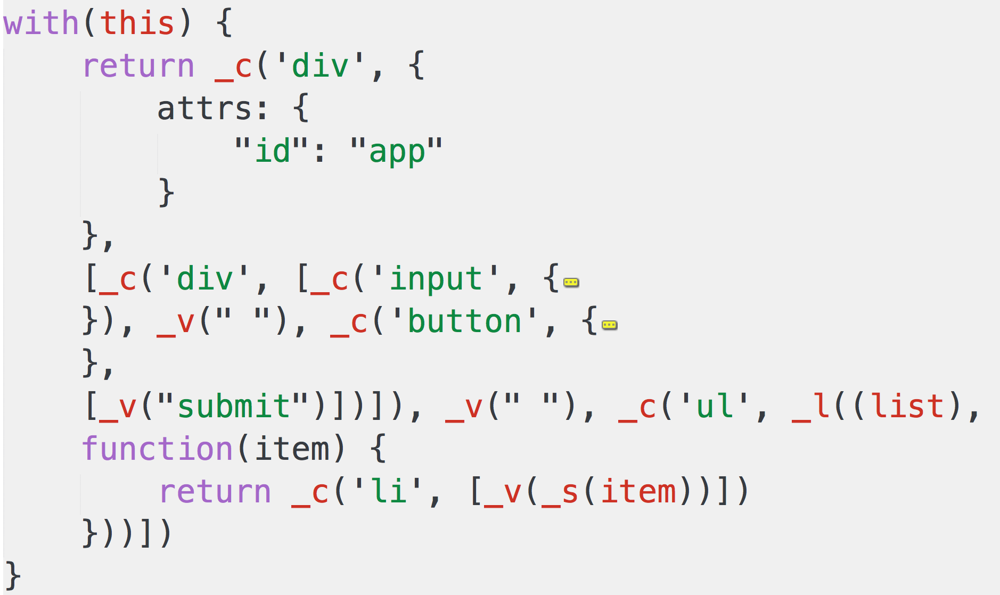 with(this) {
    return _c('div', {
        attrs: {
            "id": "app"
        }
    },
    [_c('div', [_c('input', {
    }), _v(" "), _c('button', {
    },
    [_v("submit")])]), _v(" "), _c('ul', _l((list),
    function(item) {
        return _c('li', [_v(_s(item))])
    }))])
}